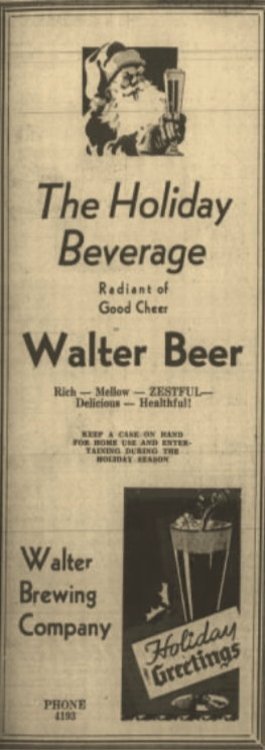 The Holiday
Beverage
Radiant of
Good Cheer
Walter Beer
Rich — Mellow — ZESTFUL—
Delicious — Healthful!
KEEP A CASE ON HAND
FOR HOME USE AND ENTER-
TAINING DURING THE
HOLIDAY SEASON
Walter
Brewing
Company
Holiday
Greetings
PHONE
4193